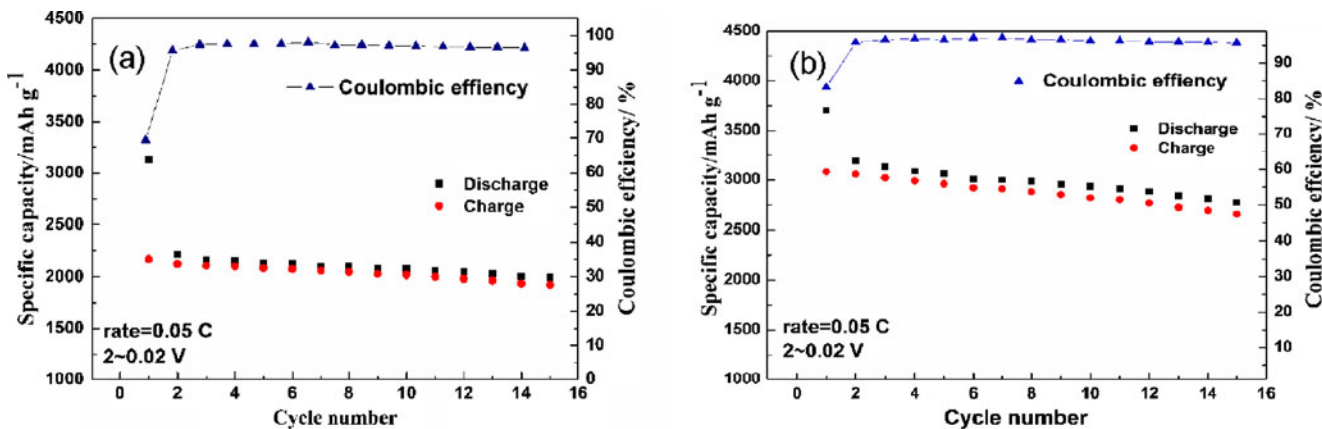 (a)
Coulombic effiency
Discharge
Charge
rate=0.05 C
2~0.02 V
Specific capacity/mAh g-1
4500
4250
3500
3000
2500
2000
1500
1000
Coulombic effciency/ %
100
90
80
70
60
50
40
30
20
10
0
0 2 4 6 8 10 12 14 16
Cycle number
(b)
Coulombic effiency
Discharge
Charge
rate=0.05 C
2~0.02 V
Specific capacity/mAh g-1
4500
4000
3500
3000
2500
2000
1500
1000
Coulombic effciency/ %
90
80
70
60
50
40
30
20
10
0
0 2 4 6 8 10 12 14 16
Cycle number